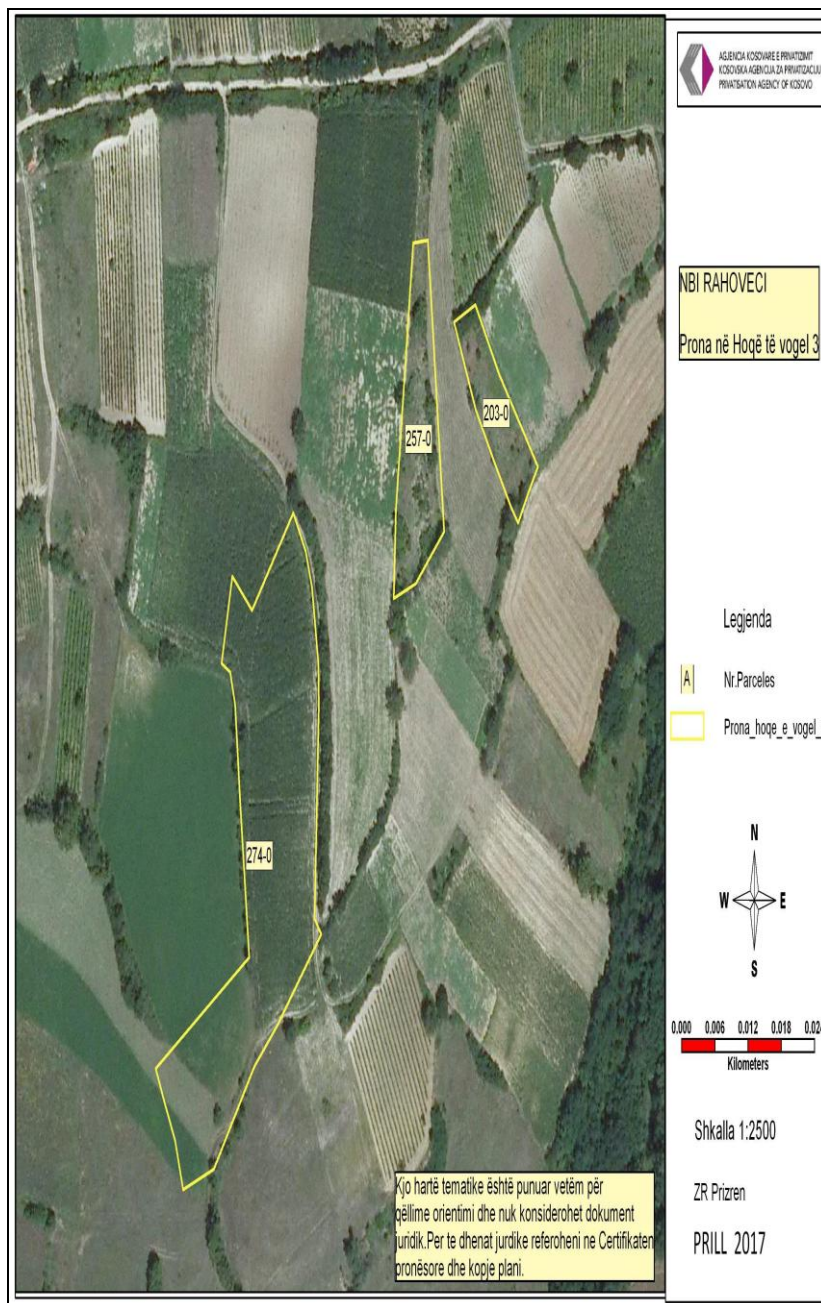 AGJENCIA KOSOVARE E PRIVATIZIMIT
KOSOVSKA AGENCIJA ZA PRIVATIZACIJU
PRIVATISATION AGENCY OF KOSOVO
NBI RAHOVECI
Prona në Hoqë të vogel 3
257-0
203-0
274-0
Legjenda
A Nr.Parceles
Prona_hoqe_e_vogel_
N
W E
S
0.000 0.006 0.012 0.018 0.024
Kilometers
Shkalla 1:2500
ZR Prizren
PRILL 2017
Kjo hartë tematike është punuar vetëm për
qëllime orientimi dhe nuk konsiderohet dokument
juridik.Per te dhenat jurdike referoheni ne Certifikaten
pronësore dhe kopje plani.